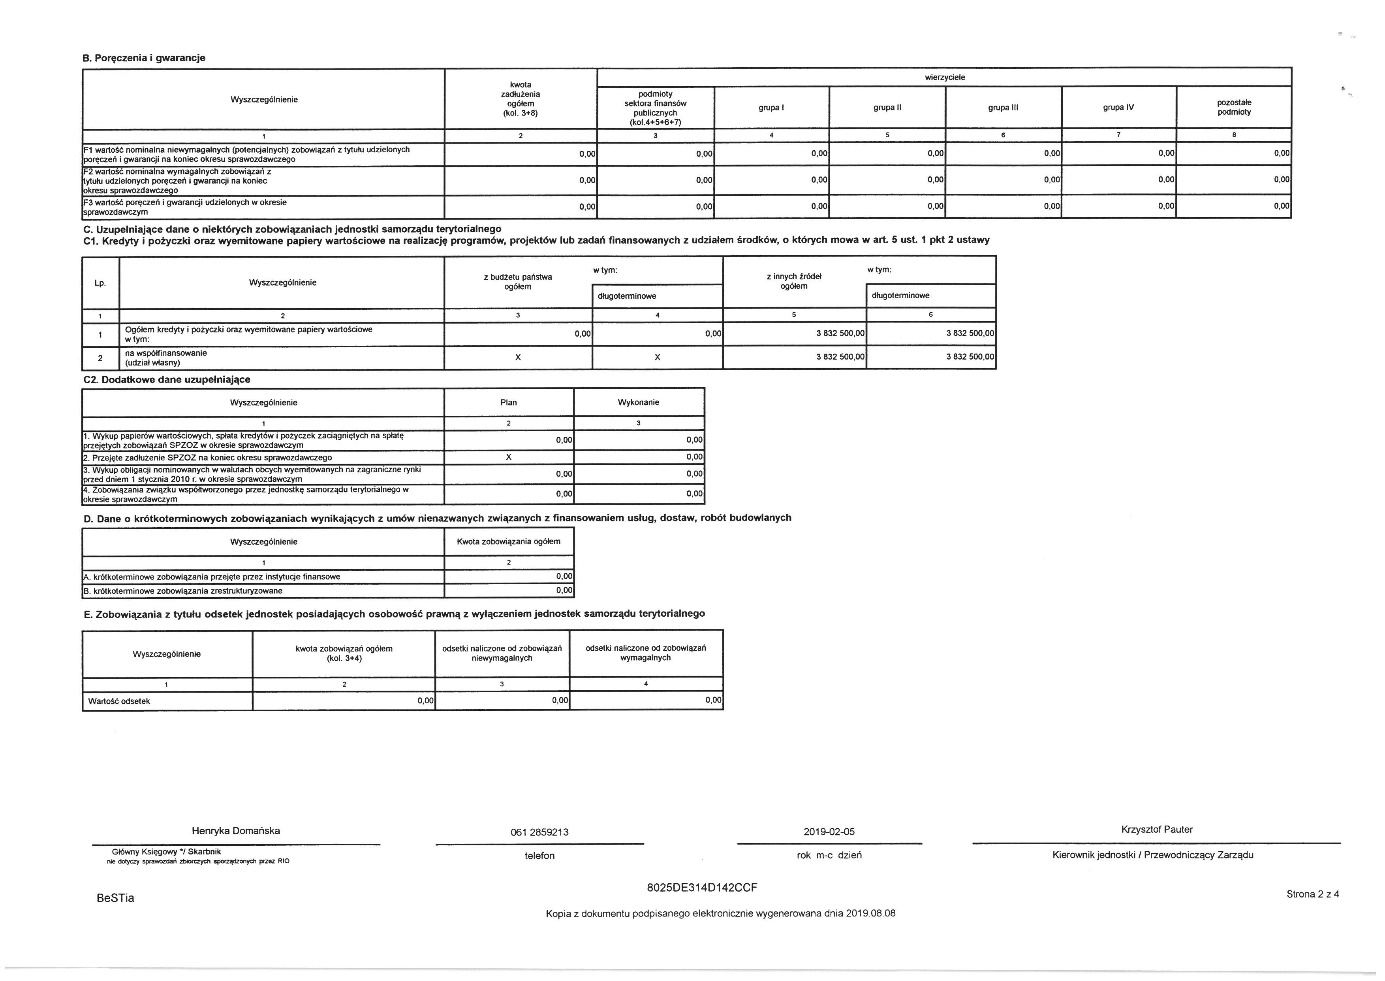 B. Poręczenia i gwarancje
Wyszczególnienie
kwota
zadłużenia
ogółem
(kol. 3+8)
wierzyciele
podmioty
sektora finansów
publicznych
(kol.4+5+6+7)
grupa I
grupa II
grupa III
grupa IV
pozostałe
podmioty
1 2 3 4 5 6 7 8
F1 wartość nominalna niewymagalnych (potencjalnych) zobowiązań z tytułu udzielonych
poręczeń i gwarancji na koniec okresu sprawozdawczego
0,00 0,00 0,00 0,00 0,00 0,00 0,00
F2 wartość nominalna wymagalnych zobowiązań z
tytułu udzielonych poręczeń i gwarancji na koniec
okresu sprawozdawczego
0,00 0,00 0,00 0,00 0,00 0,00 0,00
F3 wartość poręczeń i gwarancji udzielonych w okresie
sprawozdawczym
0,00 0,00 0,00 0,00 0,00 0,00 0,00
C. Uzupełniające dane o niektórych zobowiązaniach jednostki samorządu terytorialnego
C1. Kredyty i pożyczki oraz wyemitowane papiery wartościowe na realizację programów, projektów lub zadań finansowanych z udziałem środków, o których mowa w art. 5 ust. 1 pkt 2 ustawy
Lp.
Wyszczególnienie
z budżetu państwa
ogółem
w tym:
długoterminowe
z innych źródeł
ogółem
w tym:
długoterminowe
1 2 3 4 5 6
1
Ogółem kredyty i pożyczki oraz wyemitowane papiery wartościowe
w tym:
0,00 0,00 3 832 500,00 3 832 500,00
2
na współfinansowanie
(udział własny)
X X 3 832 500,00 3 832 500,00
C2. Dodatkowe dane uzupełniające
Wyszczególnienie Plan Wykonanie
1 2 3
1. Wykup papierów wartościowych, spłata kredytów i pożyczek zaciągniętych na spłatę
przejętych zobowiązań SPZOZ w okresie sprawozdawczym
0,00 0,00
2. Przejęte zadłużenie SPZOZ na koniec okresu sprawozdawczego X 0,00
3. Wykup obligacji nominowanych w walutach obcych wyemitowanych na zagraniczne rynki
przed dniem 1 stycznia 2010 r. w okresie sprawozdawczym
0,00 0,00
4. Zobowiązania związku współtworzonego przez jednostkę samorządu terytorialnego w
okresie sprawozdawczym
0,00 0,00
D. Dane o krótkoterminowych zobowiązaniach wynikających z umów nienazwanych związanych z finansowaniem usług, dostaw, robót budowlanych
Wyszczególnienie Kwota zobowiązania ogółem
1 2
A. krótkoterminowe zobowiązania przejęte przez instytucje finansowe 0,00
B. krótkoterminowe zobowiązania zrestrukturyzowane 0,00
E. Zobowiązania z tytułu odsetek jednostek posiadających osobowość prawną z wyłączeniem jednostek samorządu terytorialnego
Wyszczególnienie
kwota zobowiązań ogółem
(kol. 3+4)
odsetki naliczone od zobowiązań
niewymagalnych
odsetki naliczone od zobowiązań
wymagalnych
1 2 3 4
Wartość odsetek 0,00 0,00 0,00
Henryka Domańska 061 2859213 2019-02-05 Krzysztof Pauter
Główny Księgowy */ Skarbnik telefon rok m-c dzień Kierownik jednostki / Przewodniczący Zarządu
nie dotyczy sprawozdań zbiorczych sporządzonych przez RIO
8025DE314D142CCF
BeSTia
Strona 2 z 4
Kopia z dokumentu podpisanego elektronicznie wygenerowana dnia 2019.08.08